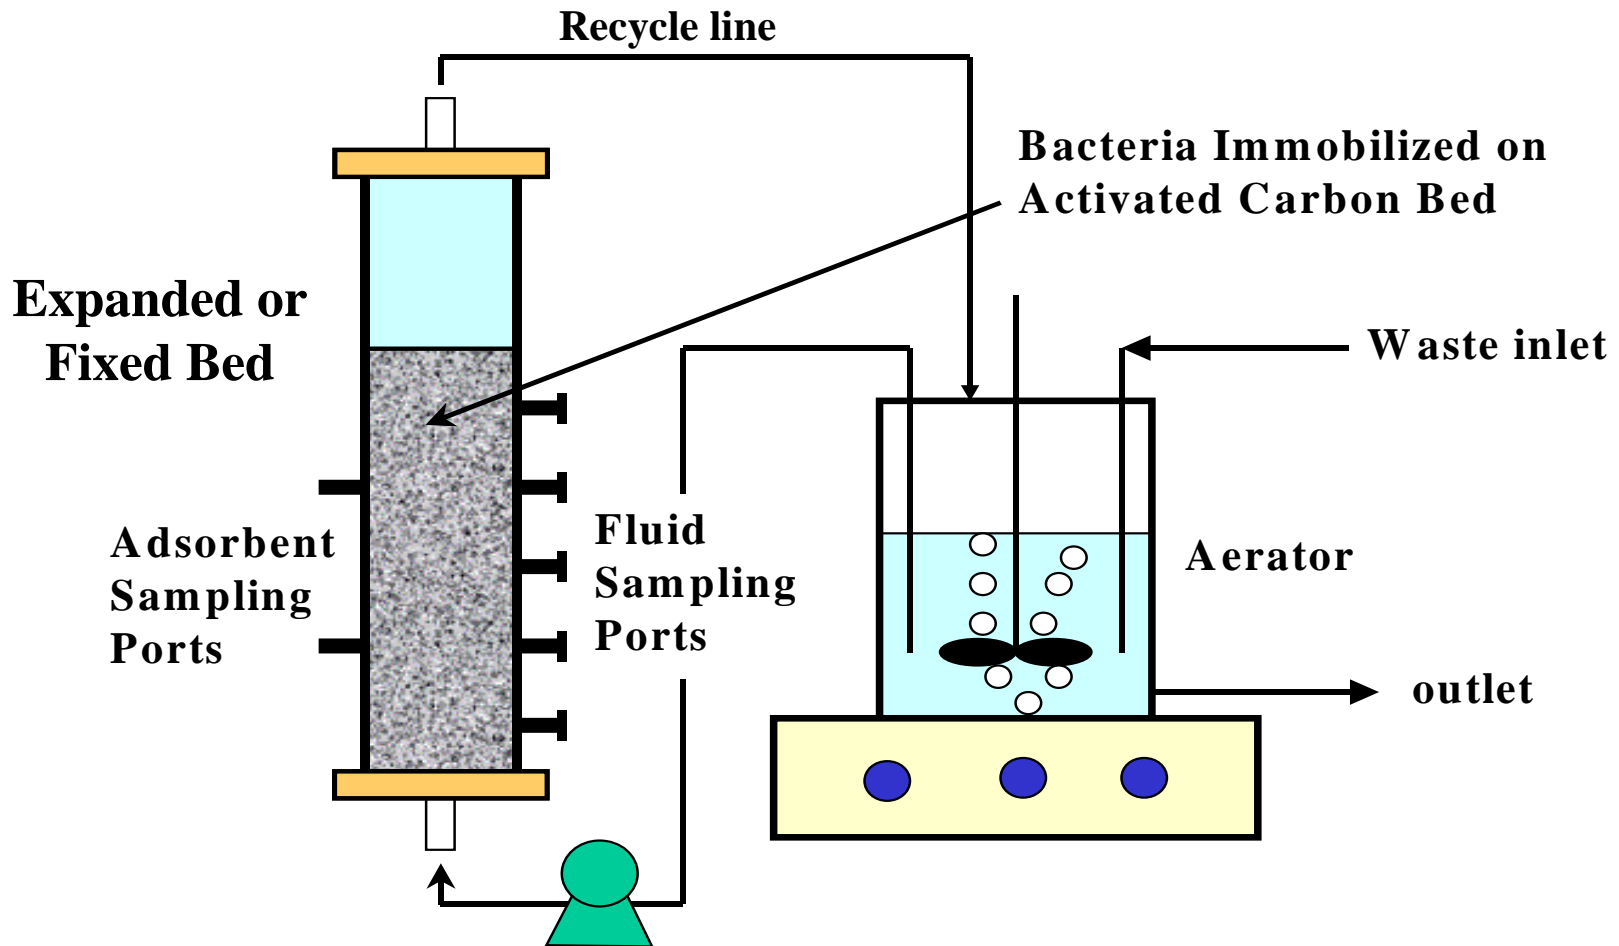 Recycle line
Bacteria Immobilized on
Activated Carbon Bed
Expanded or
Fixed Bed
Waste inlet
Adsorbent
Sampling
Ports
Fluid
Sampling
Ports
Aerator
outlet